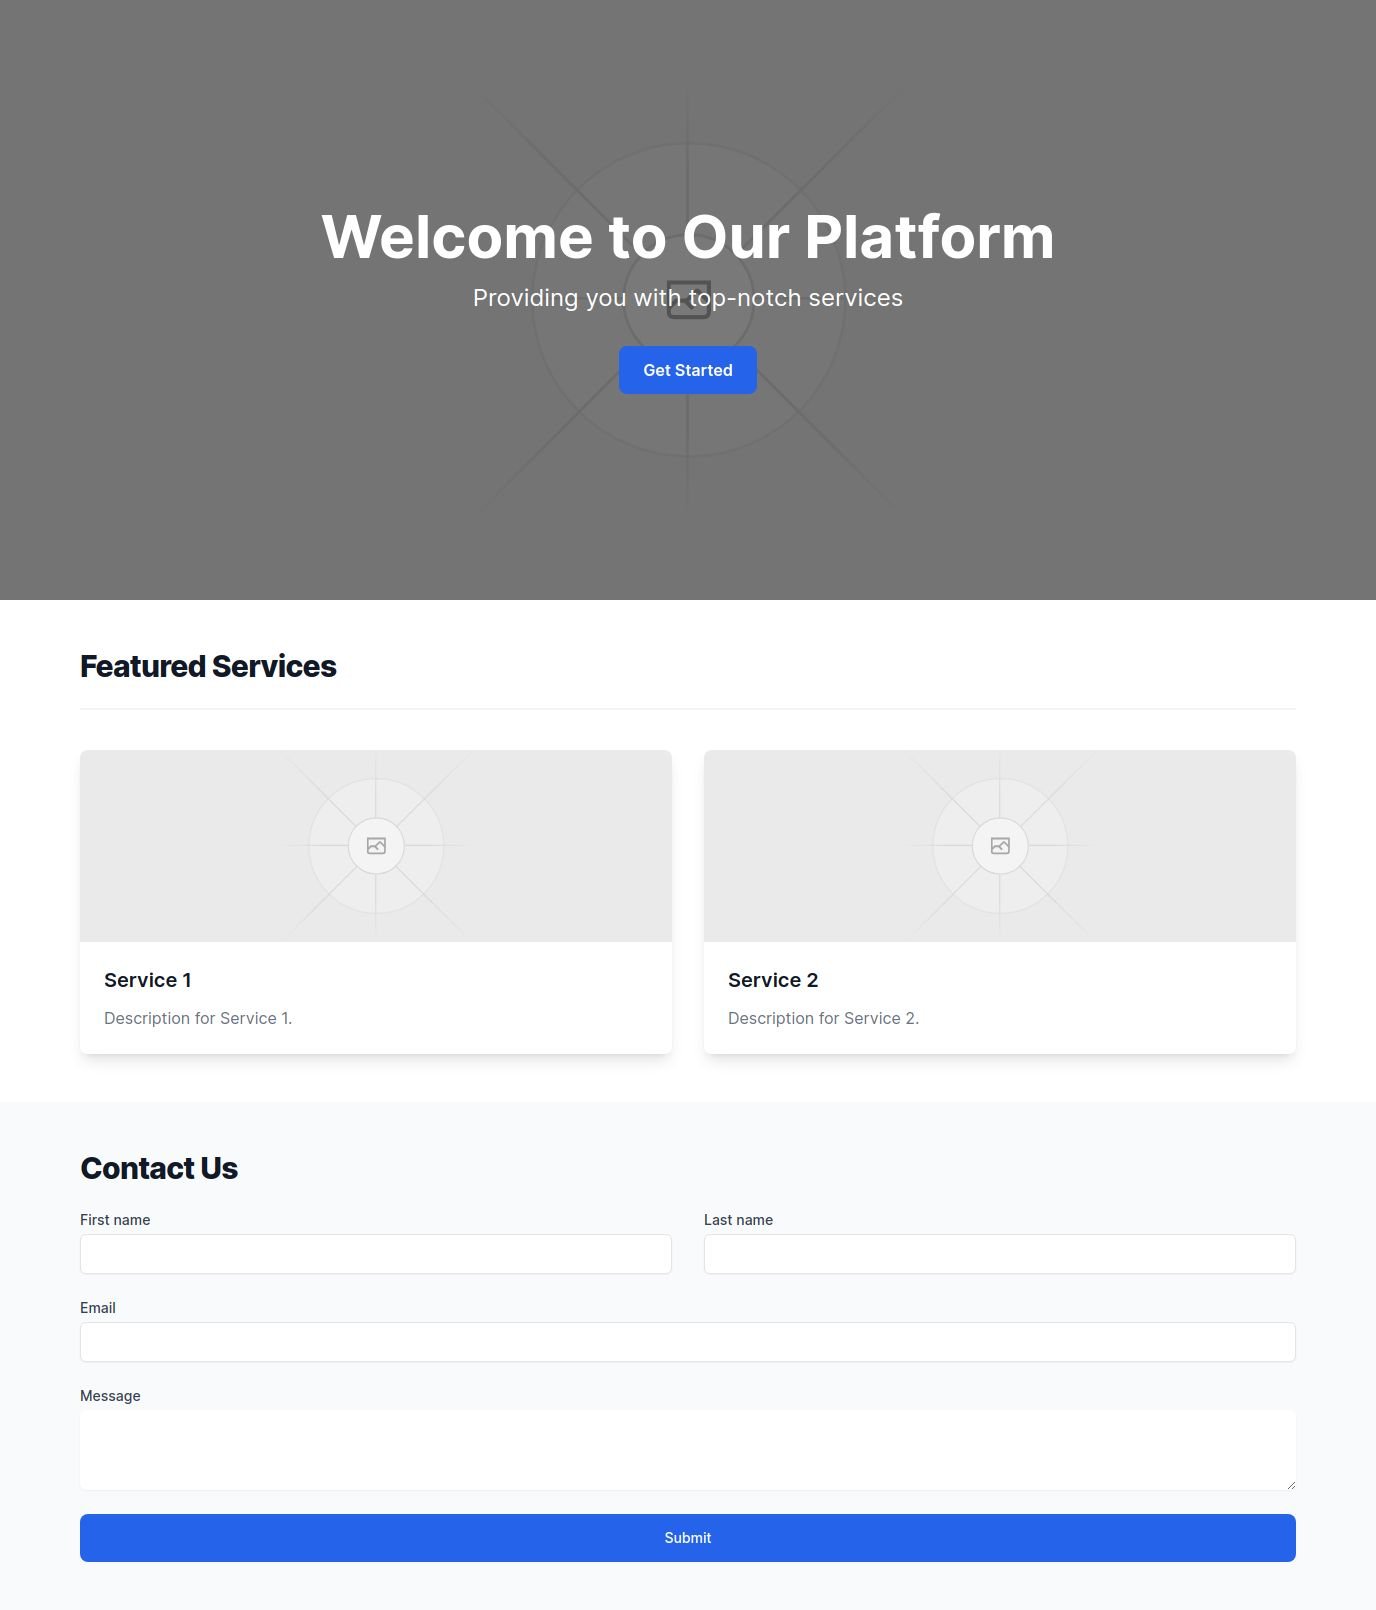 Welcome to Our Platform
Providing you with top-notch services
Get Started
Featured Services
Service 1
Description for Service 1.
Service 2
Description for Service 2.
Contact Us
First name
Last name
Email
Message
Submit